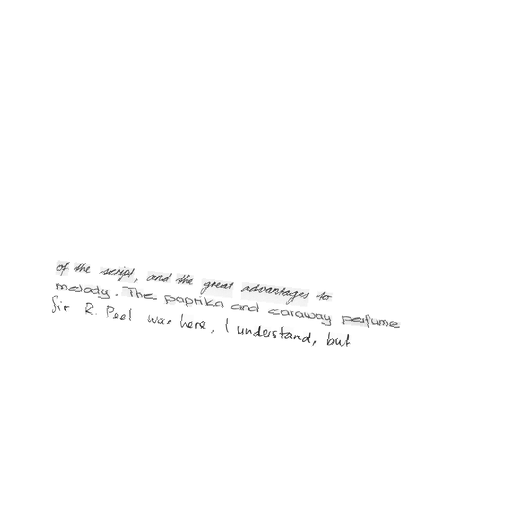 of the script, and the great advantages to
melody. The paprika and caraway perfume
Sir R. Peel was here, I understand, but